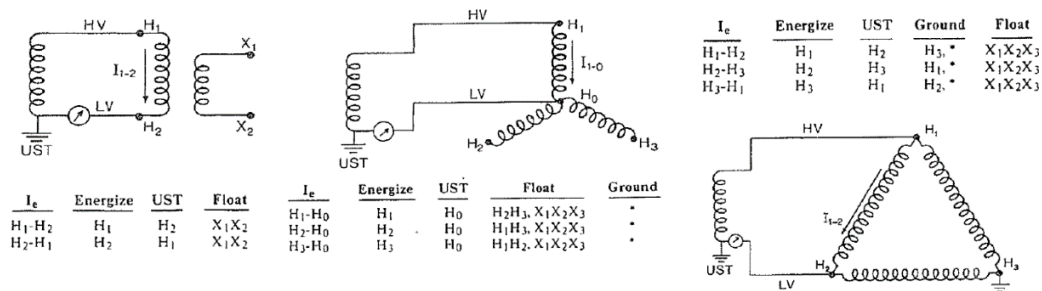 HV H₁
I₁₋₂
LV
H₂
UST
X₁
X₂
Iₑ Energize UST Float
H₁-H₂ H₁ H₂ X₁X₂
H₂-H₁ H₂ H₁ X₁X₂
HV
H₁
I₁₋₀
LV
H₀
UST
H₂
H₃
Iₑ Energize UST Float Ground
H₁-H₀ H₁ H₀ H₂H₃, X₁X₂X₃ *
H₂-H₀ H₂ H₀ H₁H₃, X₁X₂X₃ *
H₃-H₀ H₃ H₀ H₁H₂, X₁X₂X₃ *
Iₑ Energize UST Ground Float
H₁-H₂ H₁ H₂ H₃, * X₁X₂X₃
H₂-H₃ H₂ H₃ H₁, * X₁X₂X₃
H₃-H₁ H₃ H₁ H₂, * X₁X₂X₃
HV
H₁
I₁₋₂
UST
H₂
H₃
LV